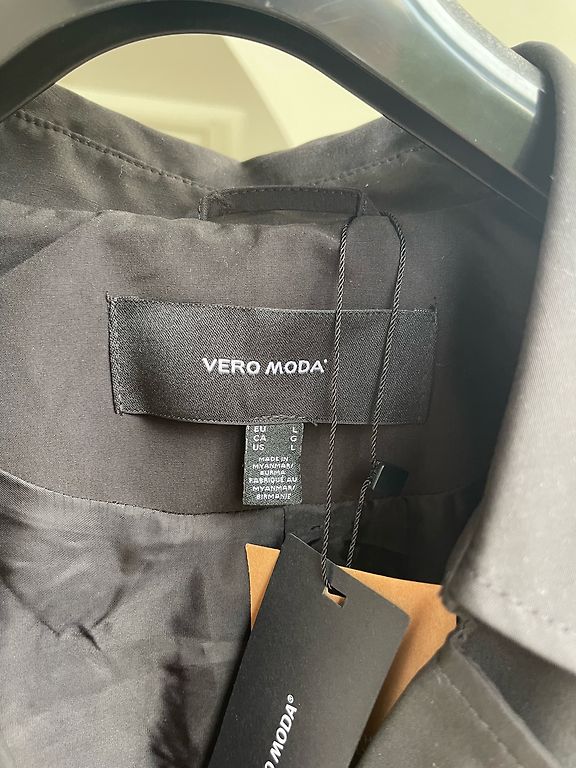 VERO MODA®
EU L
CA G
US L
MADE IN
MYANMAR/
BURMA
FABRIQUÉ AU
MYANMAR/
BIRMANIE
VERO MODA®